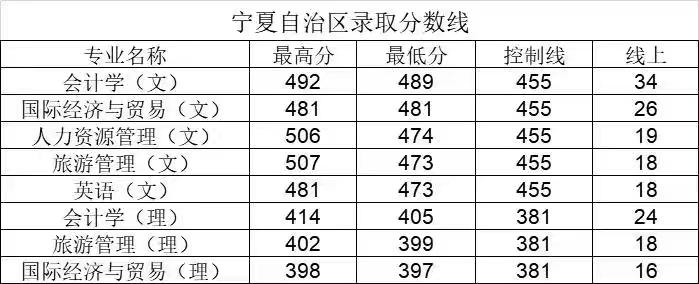 宁夏自治区录取分数线
专业名称 最高分 最低分 控制线 线上
会计学（文） 492 489 455 34
国际经济与贸易（文） 481 481 455 26
人力资源管理（文） 506 474 455 19
旅游管理（文） 507 473 455 18
英语（文） 481 473 455 18
会计学（理） 414 405 381 24
旅游管理（理） 402 399 381 18
国际经济与贸易（理） 398 397 381 16